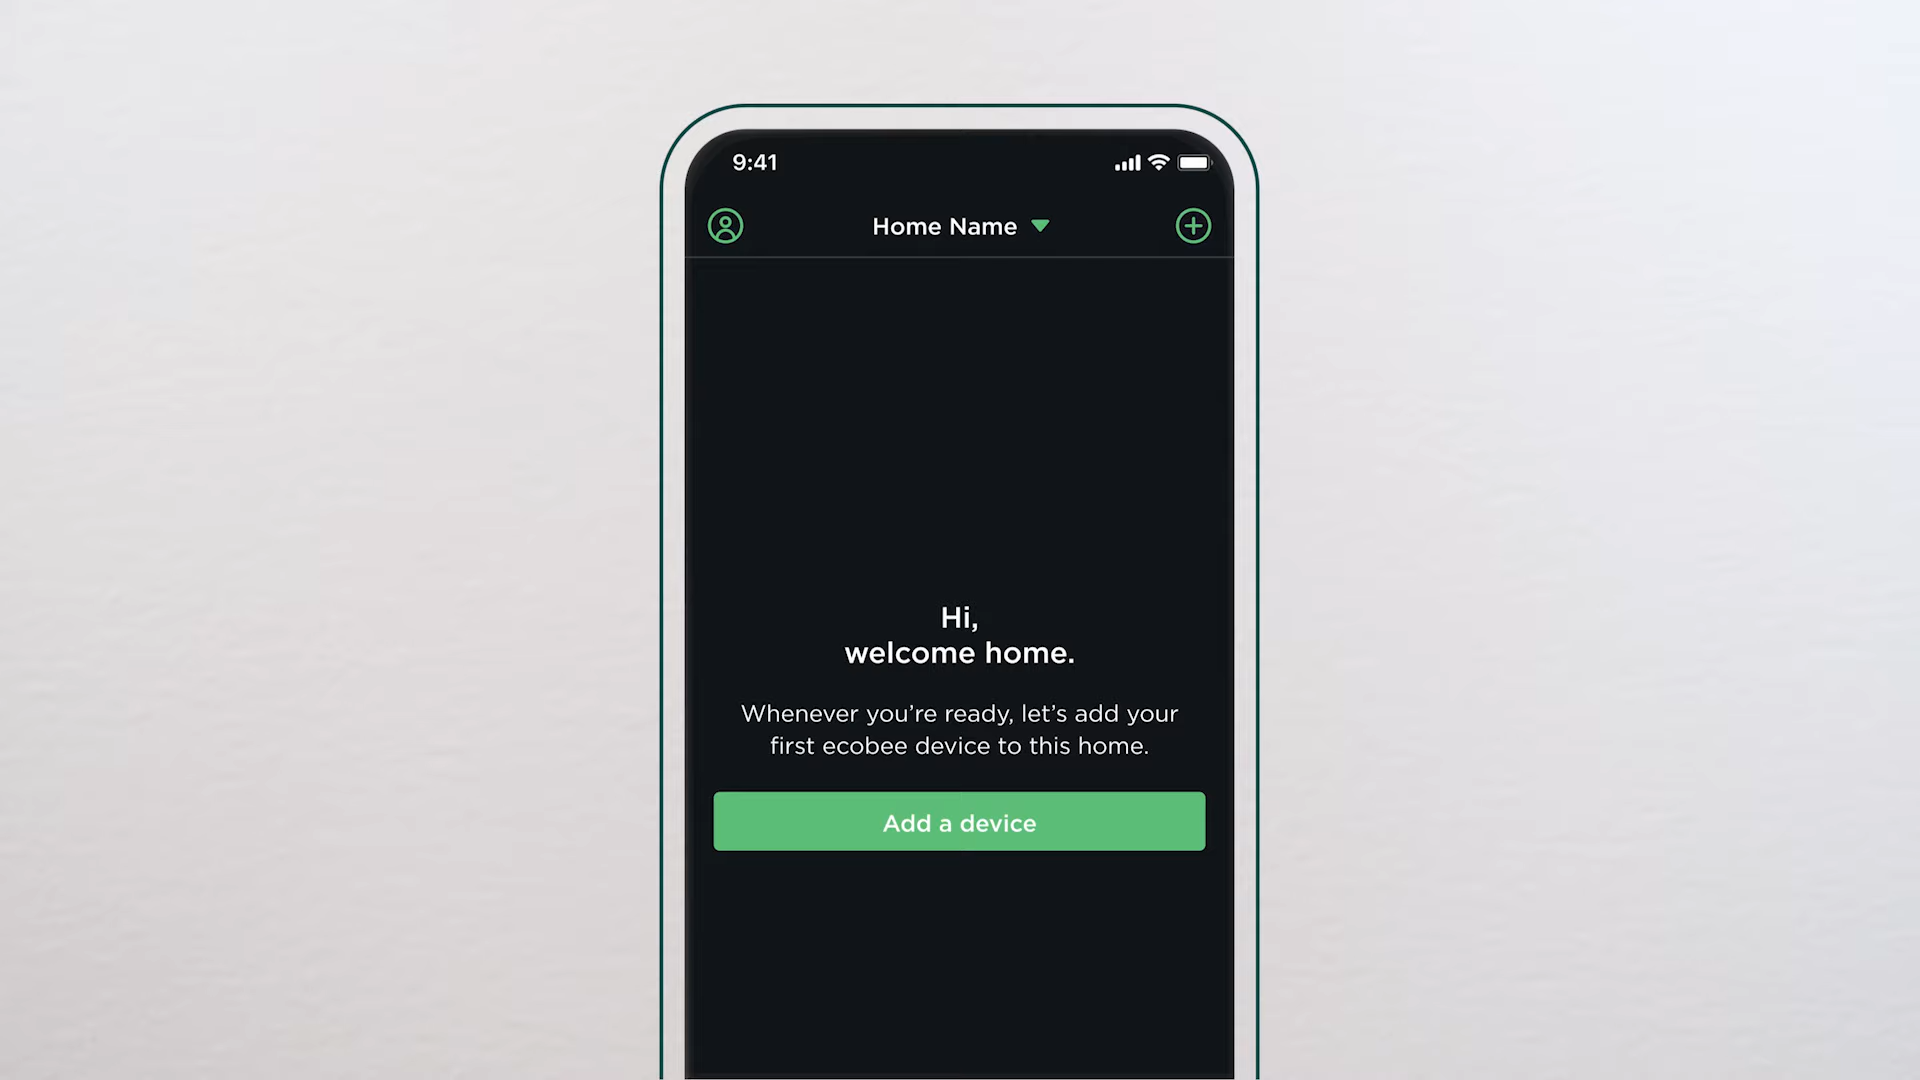 9:41
Home Name
Hi,
welcome home.
Whenever you’re ready, let’s add your
first ecobee device to this home.
Add a device